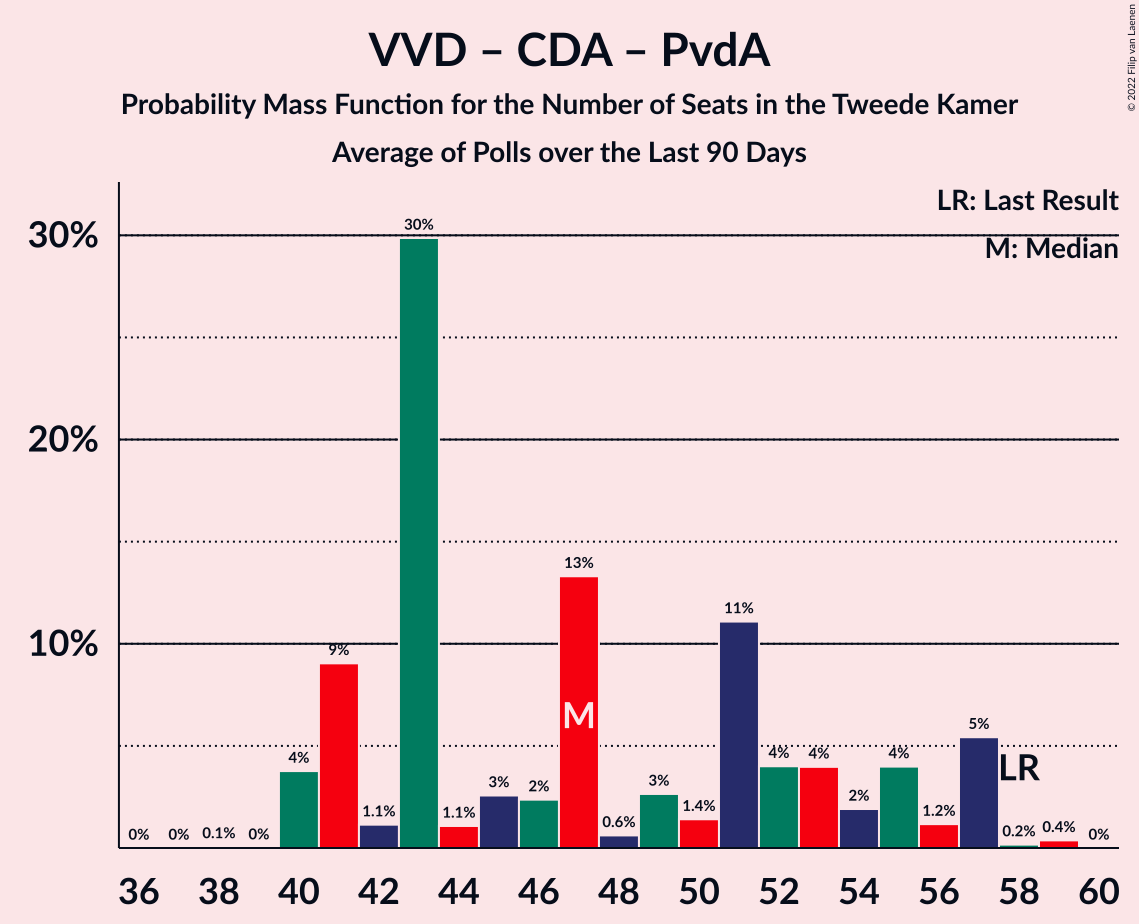 VVD – CDA – PvdA
Probability Mass Function for the Number of Seats in the Tweede Kamer
Average of Polls over the Last 90 Days
© 2022 Filip van Laenen
LR: Last Result
M: Median
30%
20%
10%
0% 0% 0.1% 0% 4% 9% 1.1% 30% 1.1% 3% 2% 13% 0.6% 3% 1.4% 11% 4% 4% 2% 4% 1.2% 5% 0.2% 0.4% 0%
M
LR
36 38 40 42 44 46 48 50 52 54 56 58 60